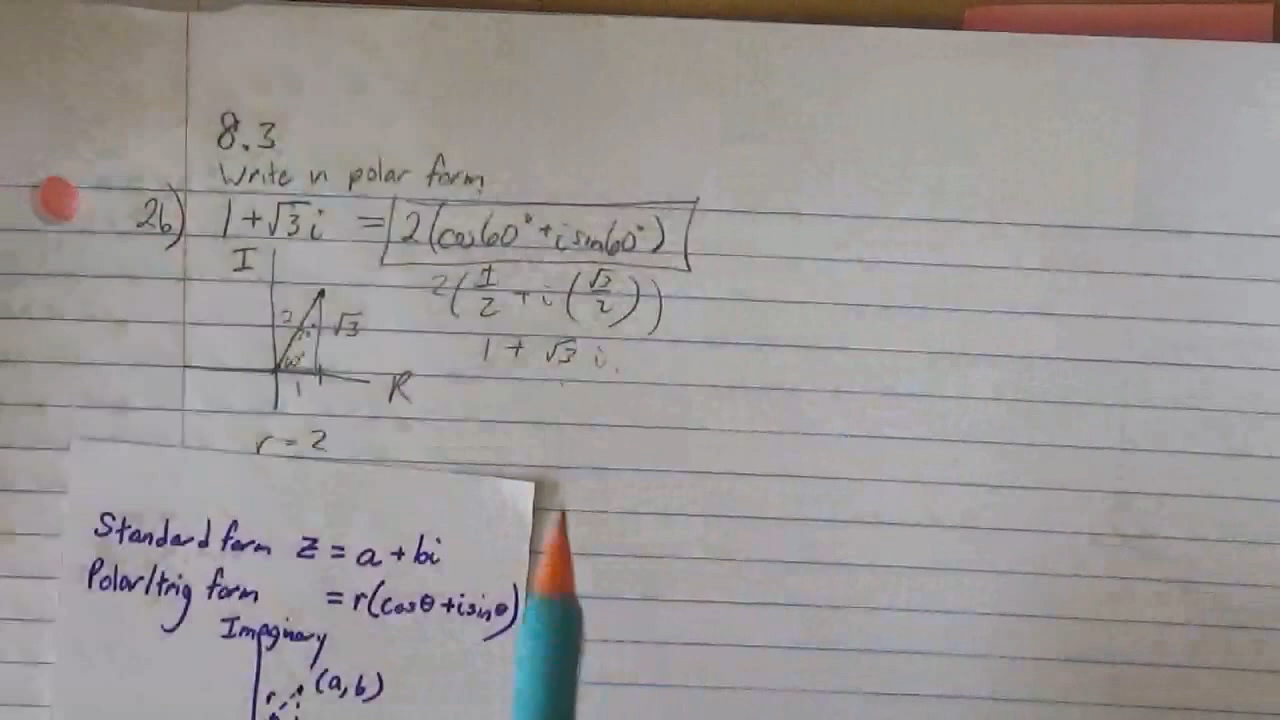 8.3
Write in polar form
26) 1 + √3 i = 2(cos60° + i sin60°)
I
2( 1/2 + i (√3/2))
2
√3
60°
1 + √3 i.
1
R
r = 2
Standard form z = a + bi
Polar/trig form = r(cosθ + i sinθ)
Imaginary
(a, b)
r